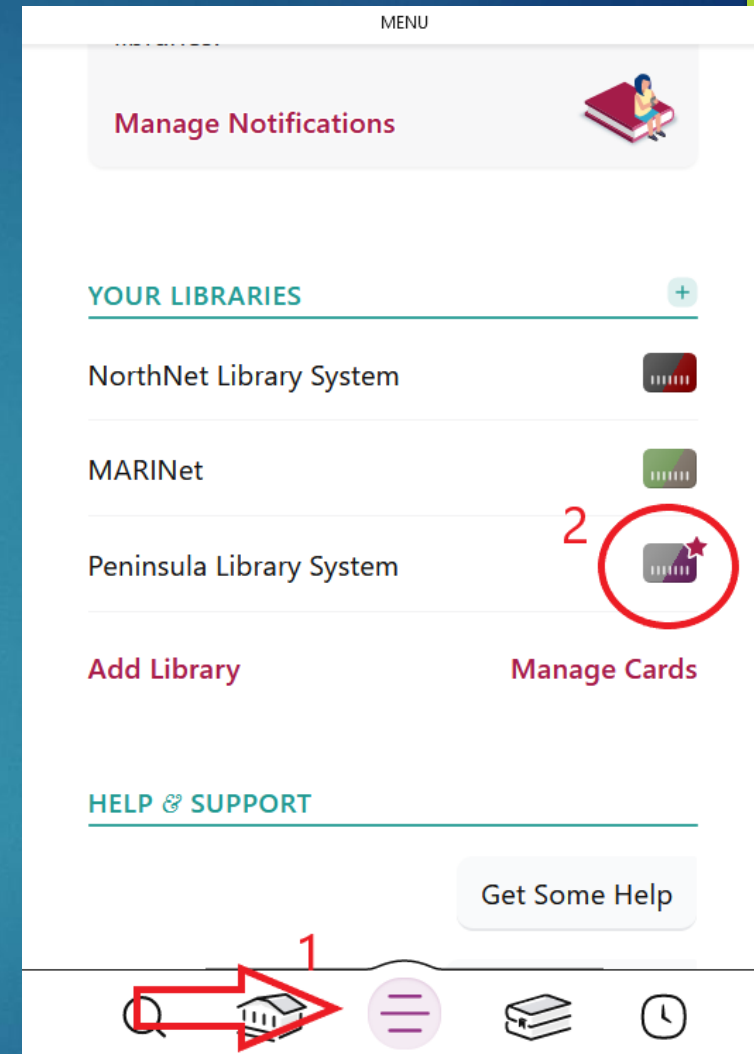 MENU
Manage Notifications
YOUR LIBRARIES +
NorthNet Library System
MARINet
2
Peninsula Library System
Add Library Manage Cards
HELP & SUPPORT
Get Some Help
1